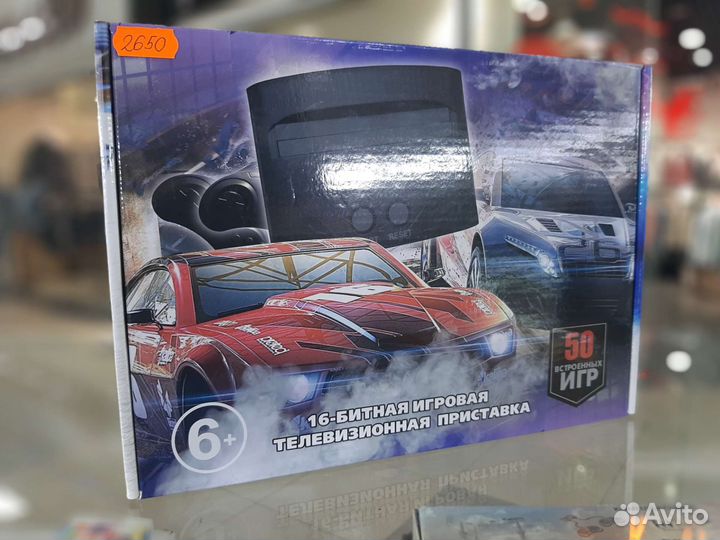 2650
RESET
50
ВСТРОЕННЫХ
ИГР
16-БИТНАЯ ИГРОВАЯ
ТЕЛЕВИЗИОННАЯ ПРИСТАВКА
6+
Avito